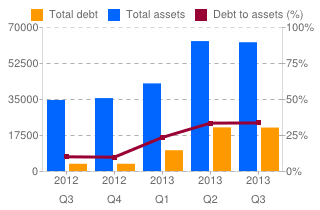 Total debt Total assets Debt to assets (%)
70000 100%
52500 75%
35000 50%
17500 25%
0 0%
2012 2012 2013 2013 2013
Q3 Q4 Q1 Q2 Q3